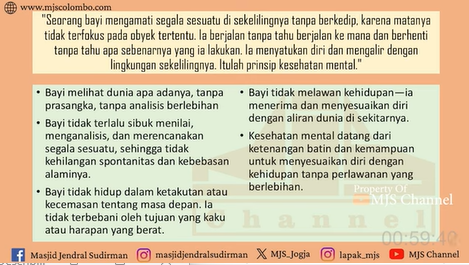 www.mjscolombo.com
"Seorang bayi mengamati segala sesuatu di sekelilingnya tanpa berkedip, karena matanya
tidak terfokus pada obyek tertentu. Ia berjalan tanpa tahu berjalan ke mana dan berhenti
tanpa tahu apa sebenarnya yang ia lakukan. Ia menyatukan diri dan mengalir dengan
lingkungan sekelilingnya. Itulah prinsip kesehatan mental."
• Bayi melihat dunia apa adanya, tanpa
prasangka, tanpa analisis berlebihan
• Bayi tidak terlalu sibuk menilai,
menganalisis, dan merencanakan
segala sesuatu, sehingga tidak
kehilangan spontanitas dan kebebasan
alaminya.
• Bayi tidak hidup dalam ketakutan atau
kecemasan tentang masa depan. Ia
tidak terbebani oleh tujuan yang kaku
atau harapan yang berat.
• Bayi tidak melawan kehidupan—ia
menerima dan menyesuaikan diri
dengan aliran dunia di sekitarnya.
• Kesehatan mental datang dari
ketenangan batin dan kemampuan
untuk menyesuaikan diri dengan
kehidupan tanpa perlawanan yang
berlebihan.
Property Of
MJS Channel
channel
00:59:42
Masjid Jendral Sudirman
masjidjendralsudirman
MJS_Jogja
lapak_mjs
MJS Channel